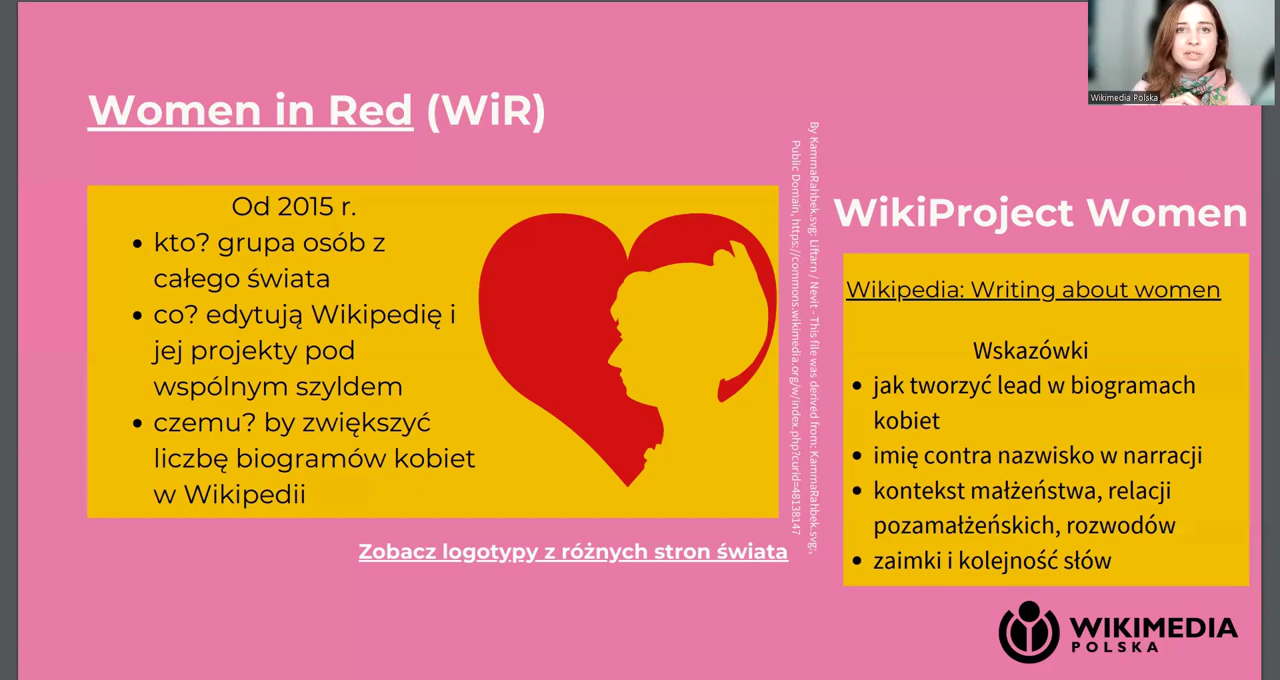 Wikimedia Polska
Women in Red (WiR)
Od 2015 r.
• kto? grupa osób z
całego świata
• co? edytują Wikipedię i
jej projekty pod
wspólnym szyldem
• czemu? by zwiększyć
liczbę biogramów kobiet
w Wikipedii
Zobacz logotypy z różnych stron świata
By KammaRahbek.svg: Liftarn / Nevit - This file was derived from: KammaRahbek.svg:,
Public Domain, https://commons.wikimedia.org/w/index.php?curid=48138147
WikiProject Women
Wikipedia: Writing about women
Wskazówki
• jak tworzyć lead w biogramach
kobiet
• imię contra nazwisko w narracji
• kontekst małżeństwa, relacji
pozamałżeńskich, rozwodów
• zaimki i kolejność słów
WIKIMEDIA
POLSKA